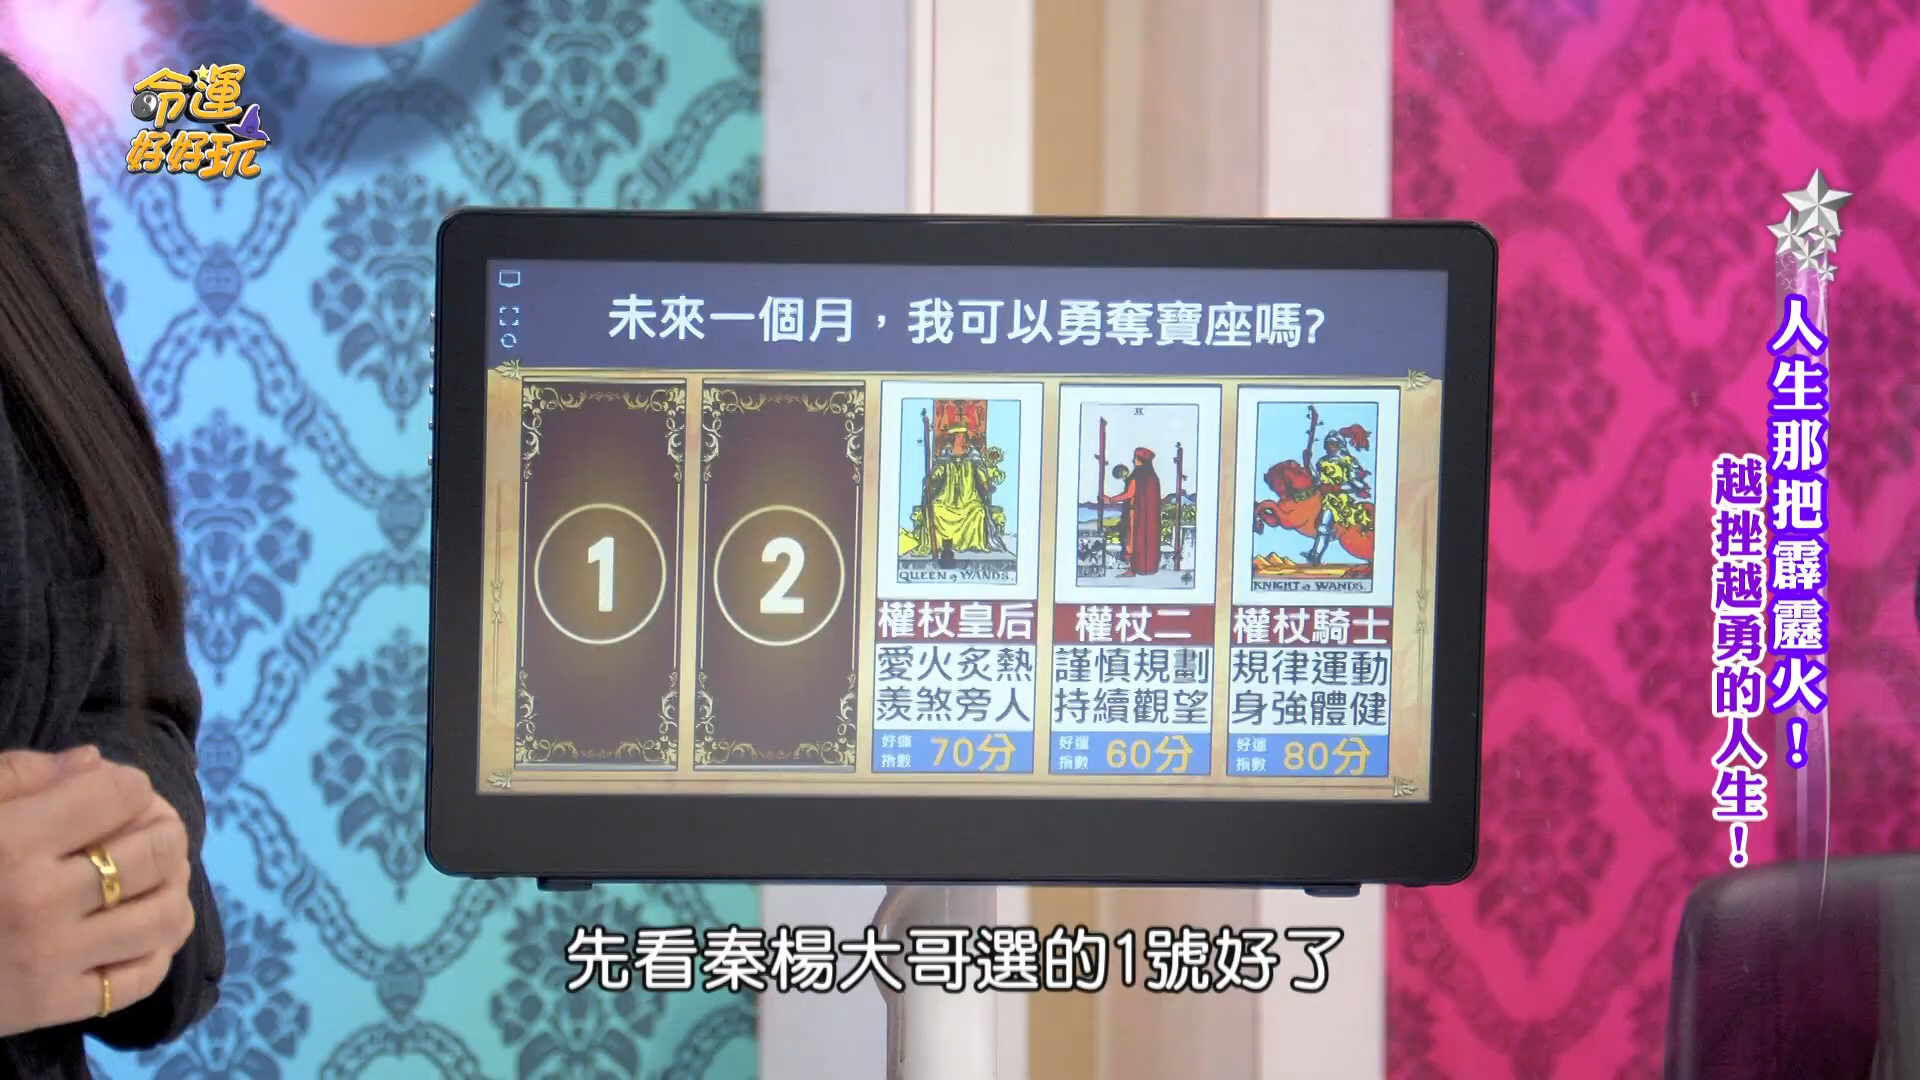 命運
好好玩
未來一個月，我可以勇奪寶座嗎?
1
2
QUEEN of WANDS.
權杖皇后
愛火炙熱
羨煞旁人
好運指數 70分
II
權杖二
謹慎規劃
持續觀望
好運指數 60分
KNIGHT of WANDS.
權杖騎士
規律運動
身強體健
好運指數 80分
人生那把霹靂火！
越挫越勇的人生！
先看秦楊大哥選的1號好了